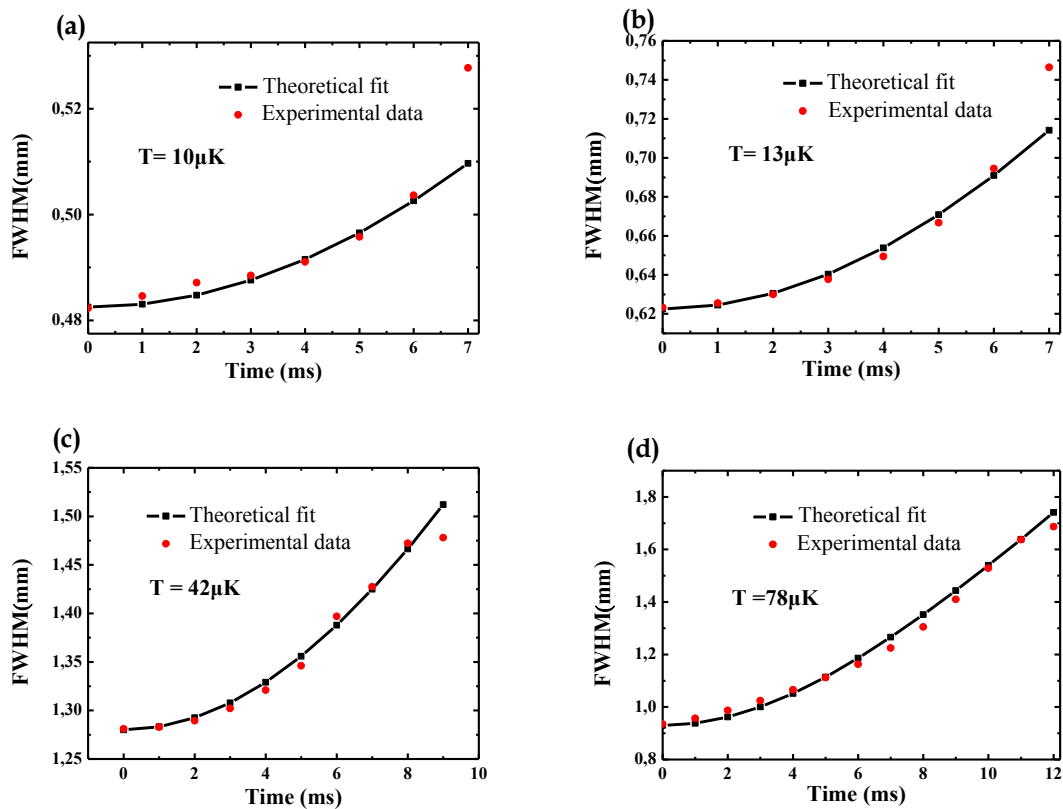 (a)
0,52
0,50
0,48
FWHM(mm)
Theoretical fit
Experimental data
T= 10µK
0 1 2 3 4 5 6 7
Time (ms)
(b)
0,76
0,74
0,72
0,70
0,68
0,66
0,64
0,62
FWHM(mm)
Theoretical fit
Experimental data
T= 13µK
0 1 2 3 4 5 6 7
Time (ms)
(c)
1,55
1,50
1,45
1,40
1,35
1,30
1,25
FWHM(mm)
Theoretical fit
Experimental data
T = 42µK
0 2 4 6 8 10
Time (ms)
(d)
1,8
1,6
1,4
1,2
1,0
0,8
FWHM(mm)
Theoretical fit
Experimental data
T =78µK
0 2 4 6 8 10 12
Time (ms)